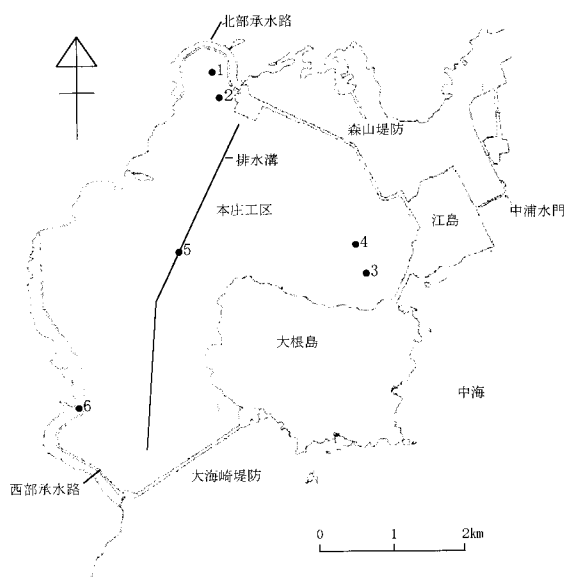 北部承水路
1
2
森山堤防
排水溝
本庄工区
江島
中浦水門
4
5
3
大根島
中海
6
大海崎堤防
西部承水路
0 1 2km